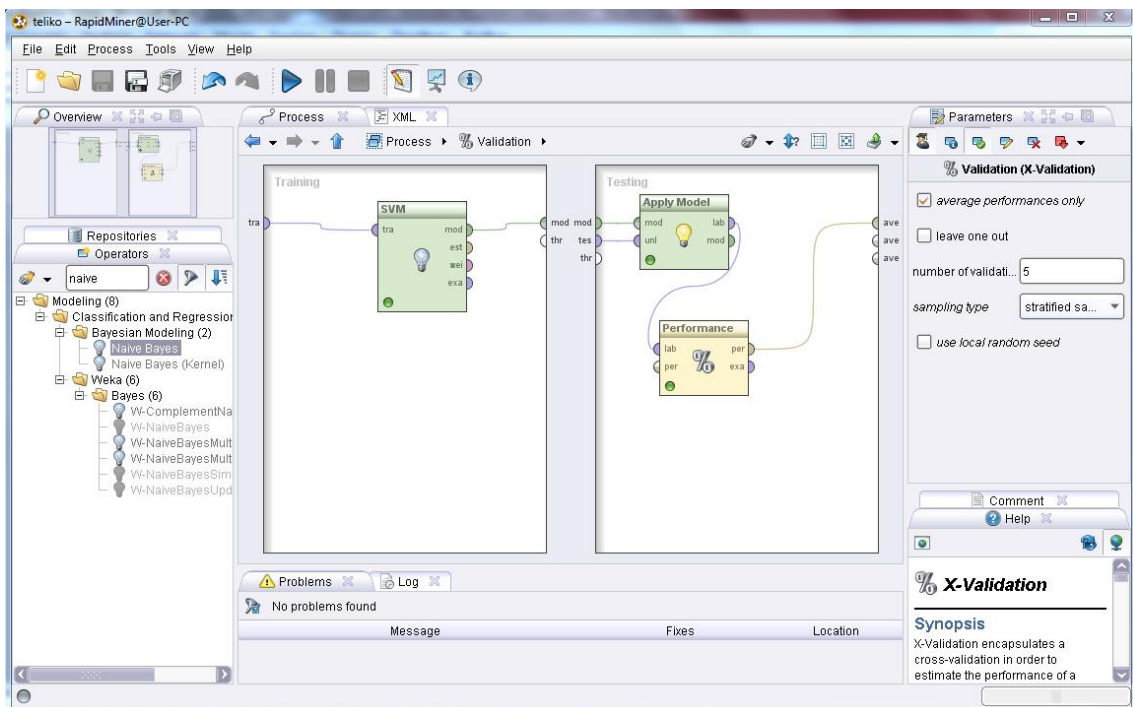 teliko – RapidMiner@User-PC
File Edit Process Tools View Help
Overview
Process XML
Parameters
Process Validation
Validation (X-Validation)
Training
Testing
average performances only
leave one out
number of validati... 5
sampling type stratified sa...
use local random seed
tra
SVM
tra mod
est
wei
exa
mod mod
thr tes
thr
Apply Model
mod lab
unl mod
Performance
lab per
per exa
ave
ave
ave
Repositories
Operators
naive
Modeling (8)
Classification and Regression
Bayesian Modeling (2)
Naive Bayes
Naive Bayes (Kernel)
Weka (6)
Bayes (6)
W-ComplementNa
W-NaiveBayes
W-NaiveBayesMult
W-NaiveBayesMult
W-NaiveBayesSim
W-NaiveBayesUpd
Problems Log
No problems found
Message Fixes Location
Comment
Help
X-Validation
Synopsis
X-Validation encapsulates a
cross-validation in order to
estimate the performance of a